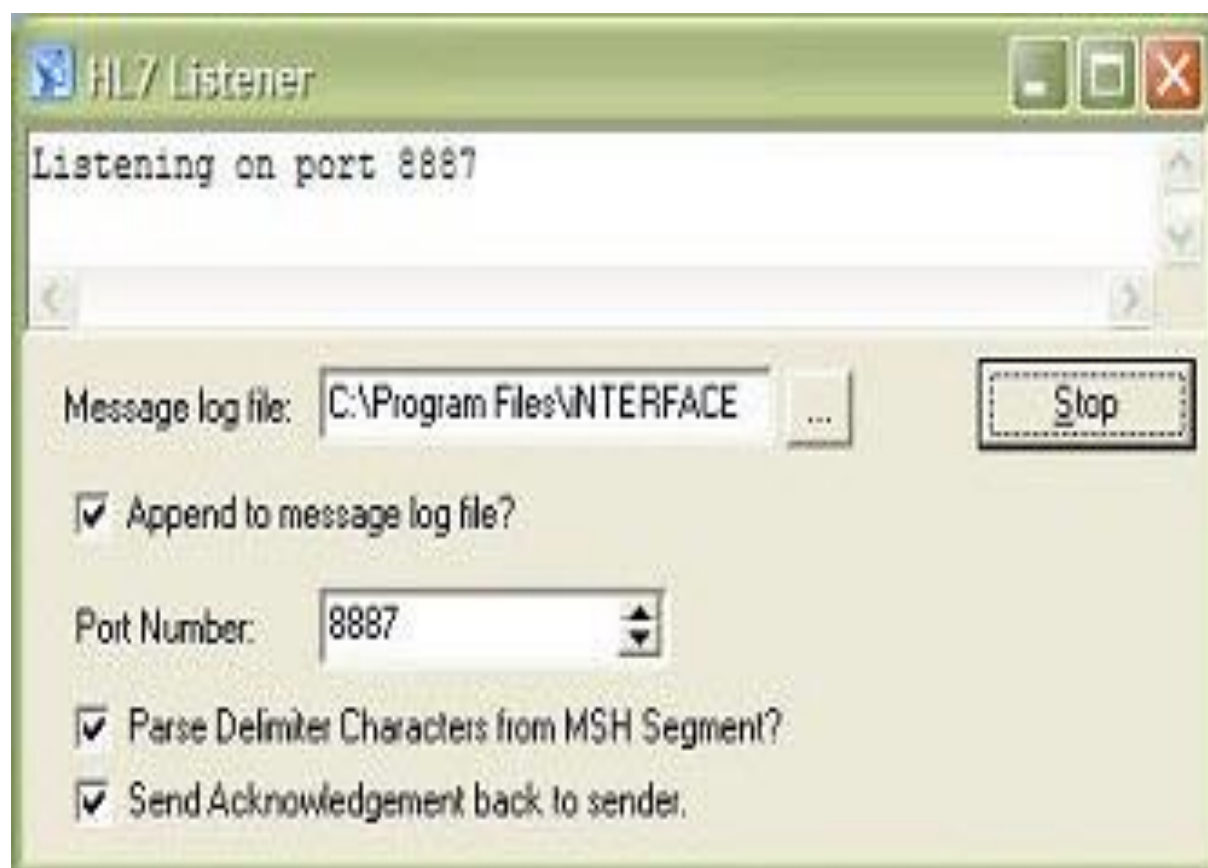 HL7 Listener
Listening on port 8887
Message log file: C:\Program Files\iNTERFACE ... Stop
Append to message log file?
Port Number: 8887
Parse Delimiter Characters from MSH Segment?
Send Acknowledgement back to sender.